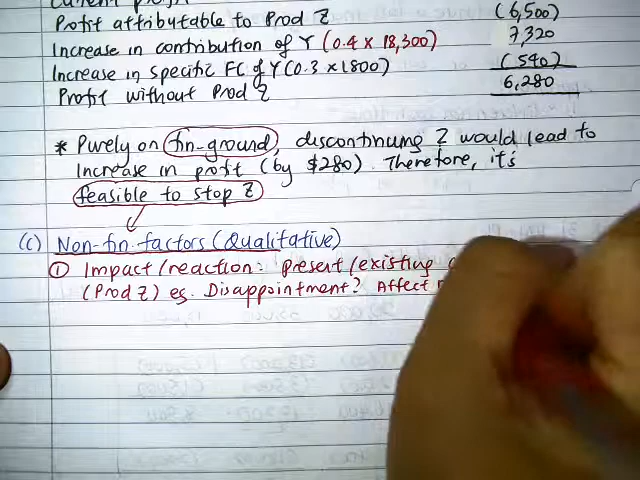 Current profit
Profit attributable to Prod Z (6,500)
Increase in contribution of Y (0.4 x 18,300) 7,320
Increase in specific FC of Y (0.3 x 1800) (540)
Profit without Prod Z 6,280
* Purely on fin-ground, discontinuing Z would lead to
increase in profit (by $280). Therefore, it's
feasible to stop Z
(c) Non-fin. factors (Qualitative)
① Impact/reaction: present/existing
(Prod Z) eg. Disappointment? Affect